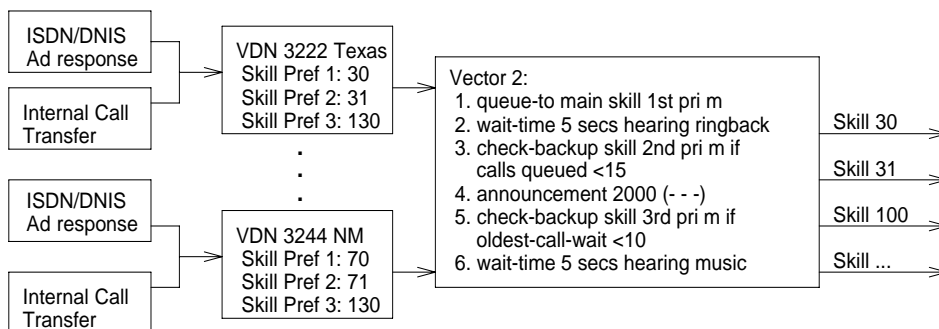 ISDN/DNIS
Ad response
Internal Call
Transfer
VDN 3222 Texas
Skill Pref 1: 30
Skill Pref 2: 31
Skill Pref 3: 130
.
.
.
ISDN/DNIS
Ad response
Internal Call
Transfer
VDN 3244 NM
Skill Pref 1: 70
Skill Pref 2: 71
Skill Pref 3: 130
Vector 2:
1. queue-to main skill 1st pri m
2. wait-time 5 secs hearing ringback
3. check-backup skill 2nd pri m if
calls queued <15
4. announcement 2000 (- - -)
5. check-backup skill 3rd pri m if
oldest-call-wait <10
6. wait-time 5 secs hearing music
Skill 30
Skill 31
Skill 100
Skill ...